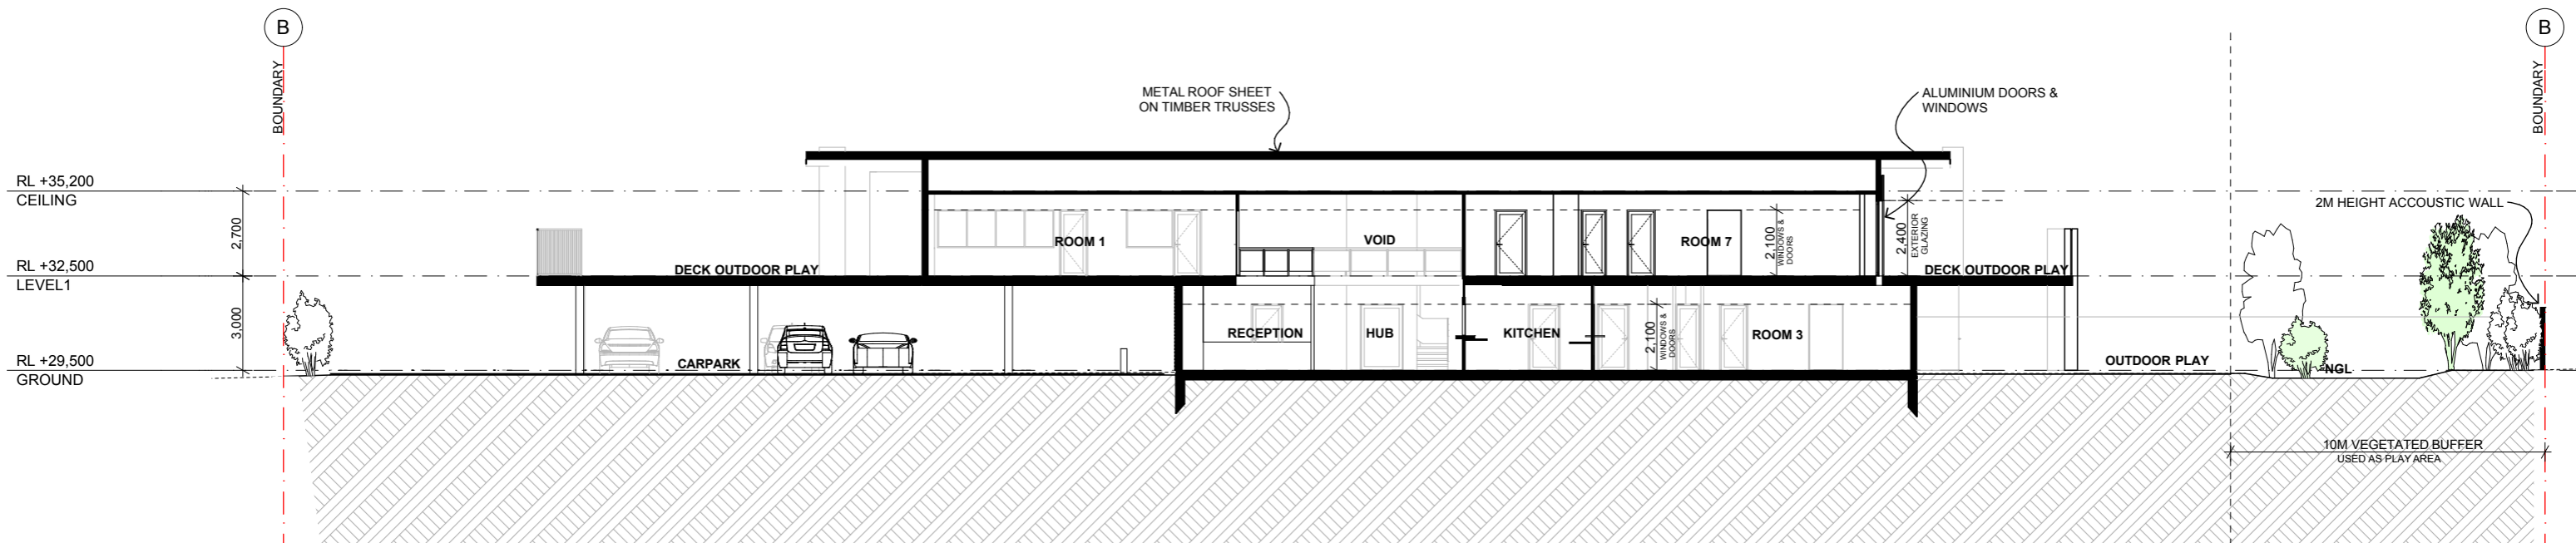 B
B
BOUNDARY
BOUNDARY
METAL ROOF SHEET
ON TIMBER TRUSSES
ALUMINIUM DOORS &
WINDOWS
RL +35,200
CEILING
2M HEIGHT ACCOUSTIC WALL
2,700
ROOM 1
VOID
ROOM 7
2,100
WINDOWS &
DOORS
2,400
EXTERIOR
GLAZING
RL +32,500
LEVEL1
DECK OUTDOOR PLAY
DECK OUTDOOR PLAY
3,000
RECEPTION
HUB
KITCHEN
2,100
WINDOWS &
DOORS
ROOM 3
RL +29,500
GROUND
CARPARK
OUTDOOR PLAY
NGL
10M VEGETATED BUFFER
USED AS PLAY AREA